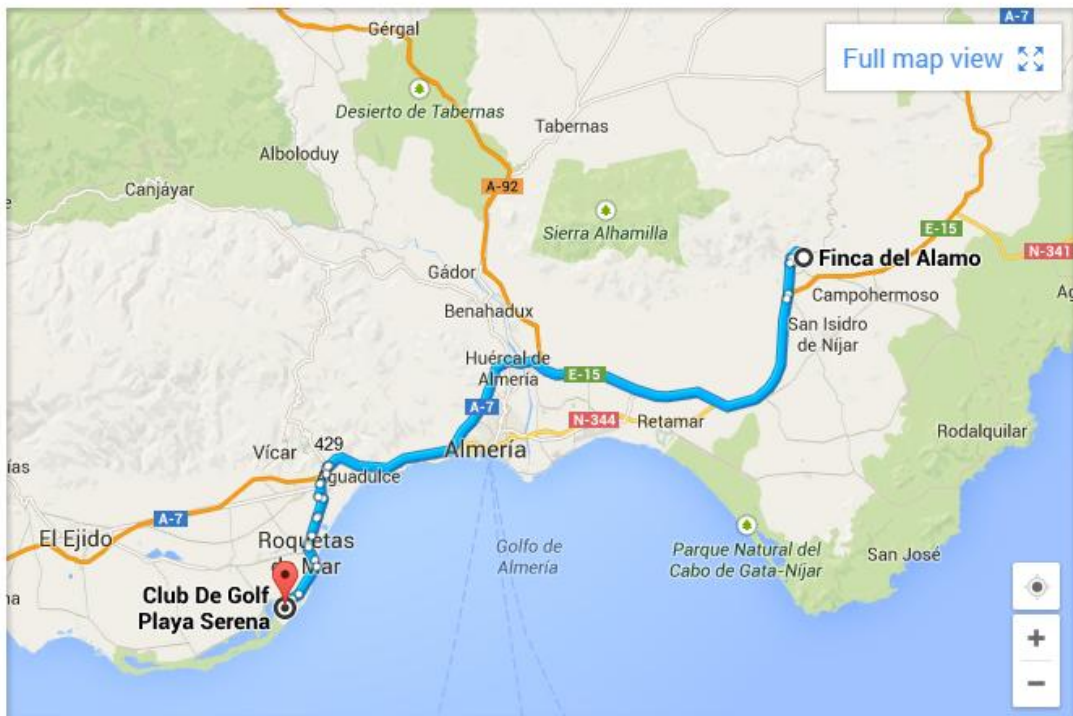 A-7
Gérgal
Full map view
Desierto de Tabernas
Tabernas
Alboloduy
A-92
Canjáyar
Sierra Alhamilla
E-15
N-341
Finca del Alamo
Gádor
Campohermoso
Benahadux
San Isidro
de Níjar
Huércal de
Almería
E-15
A-7
N-344
Retamar
Rodalquilar
429
Vícar
Almería
Aguadulce
A-7
El Ejido
Roquetas
de Mar
Golfo de
Almería
Parque Natural del
Cabo de Gata-Níjar
San José
Club De Golf
Playa Serena
+
−